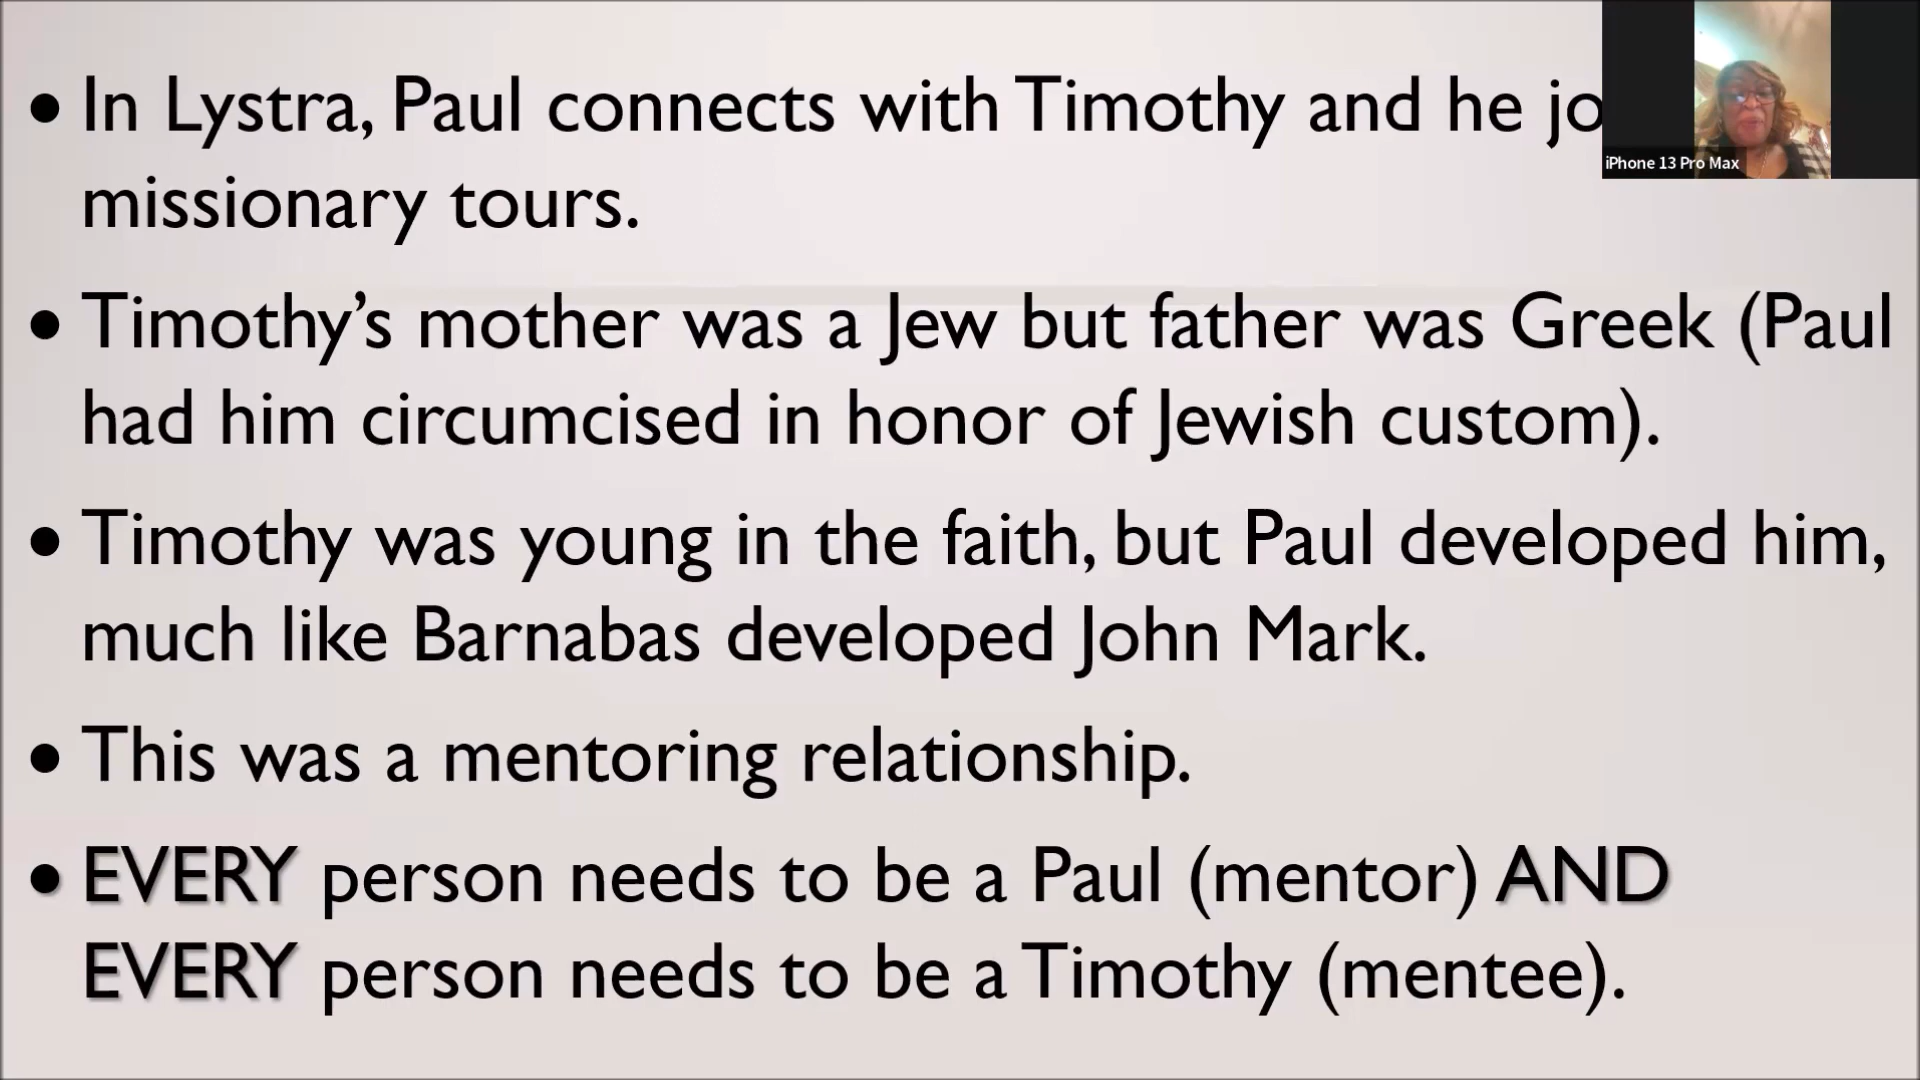 • In Lystra, Paul connects with Timothy and he
missionary tours.
• Timothy’s mother was a Jew but father was Greek (Paul
had him circumcised in honor of Jewish custom).
• Timothy was young in the faith, but Paul developed him,
much like Barnabas developed John Mark.
• This was a mentoring relationship.
• EVERY person needs to be a Paul (mentor) AND
EVERY person needs to be a Timothy (mentee).
iPhone 13 Pro Max